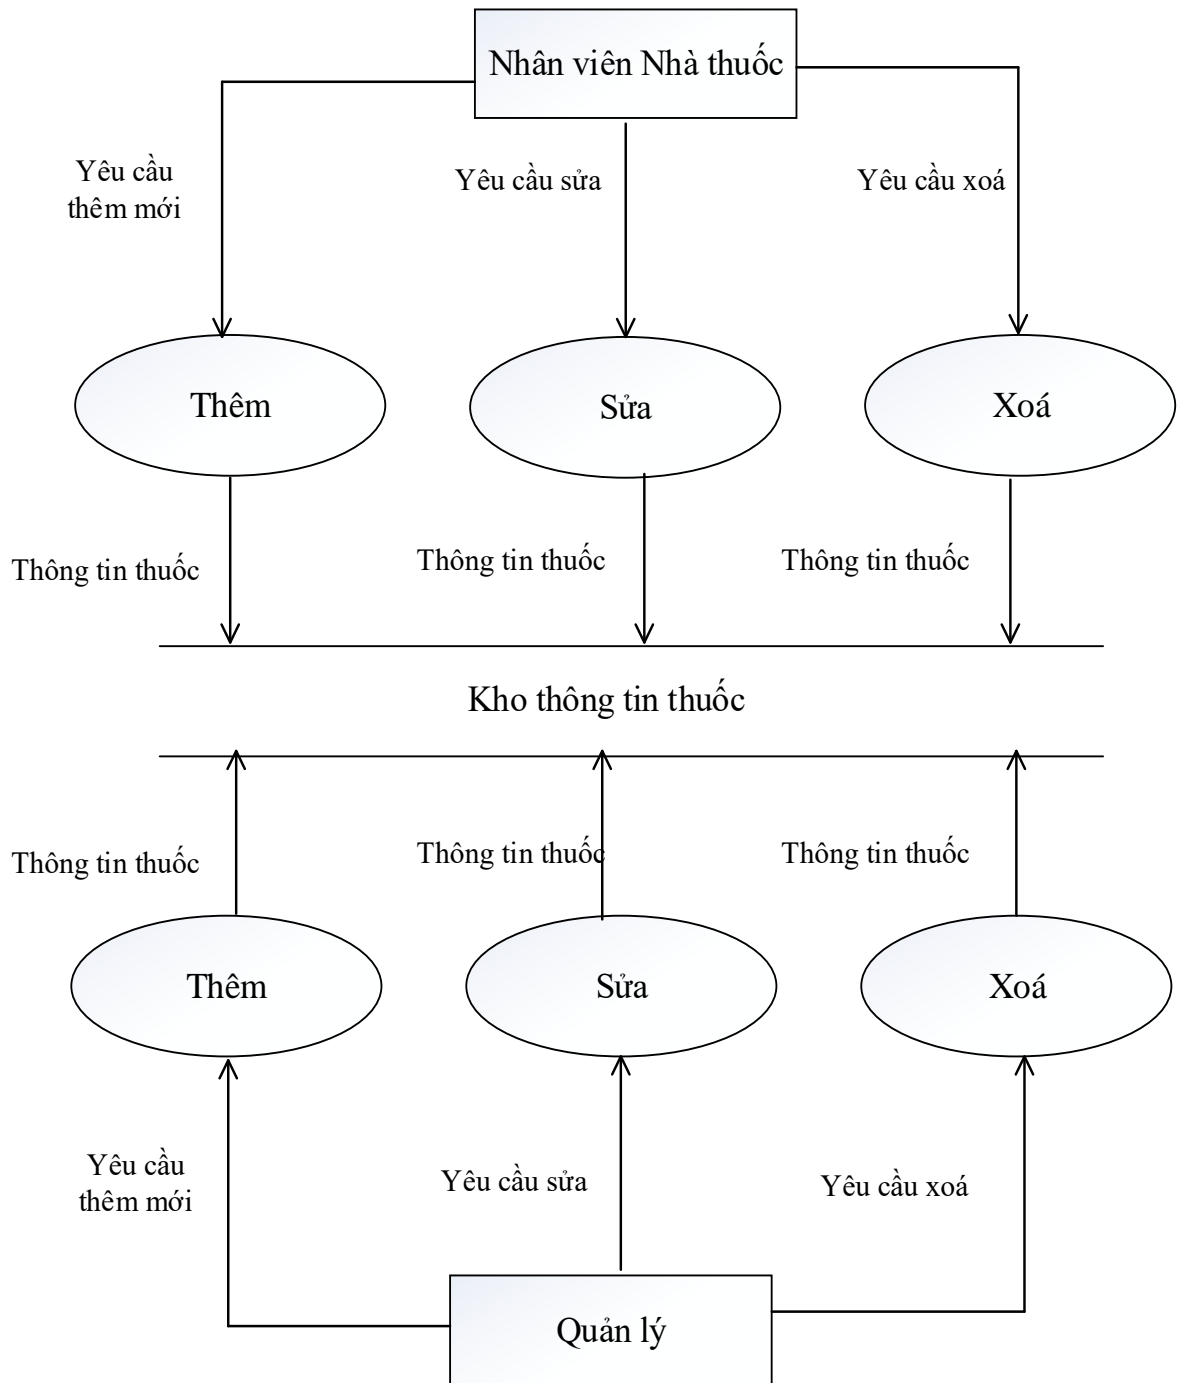 Nhân viên Nhà thuốc
Yêu cầu
thêm mới
Yêu cầu sửa
Yêu cầu xoá
Thêm
Sửa
Xoá
Thông tin thuốc
Thông tin thuốc
Thông tin thuốc
Kho thông tin thuốc
Thông tin thuốc
Thông tin thuốc
Thông tin thuốc
Thêm
Sửa
Xoá
Yêu cầu
thêm mới
Yêu cầu sửa
Yêu cầu xoá
Quản lý